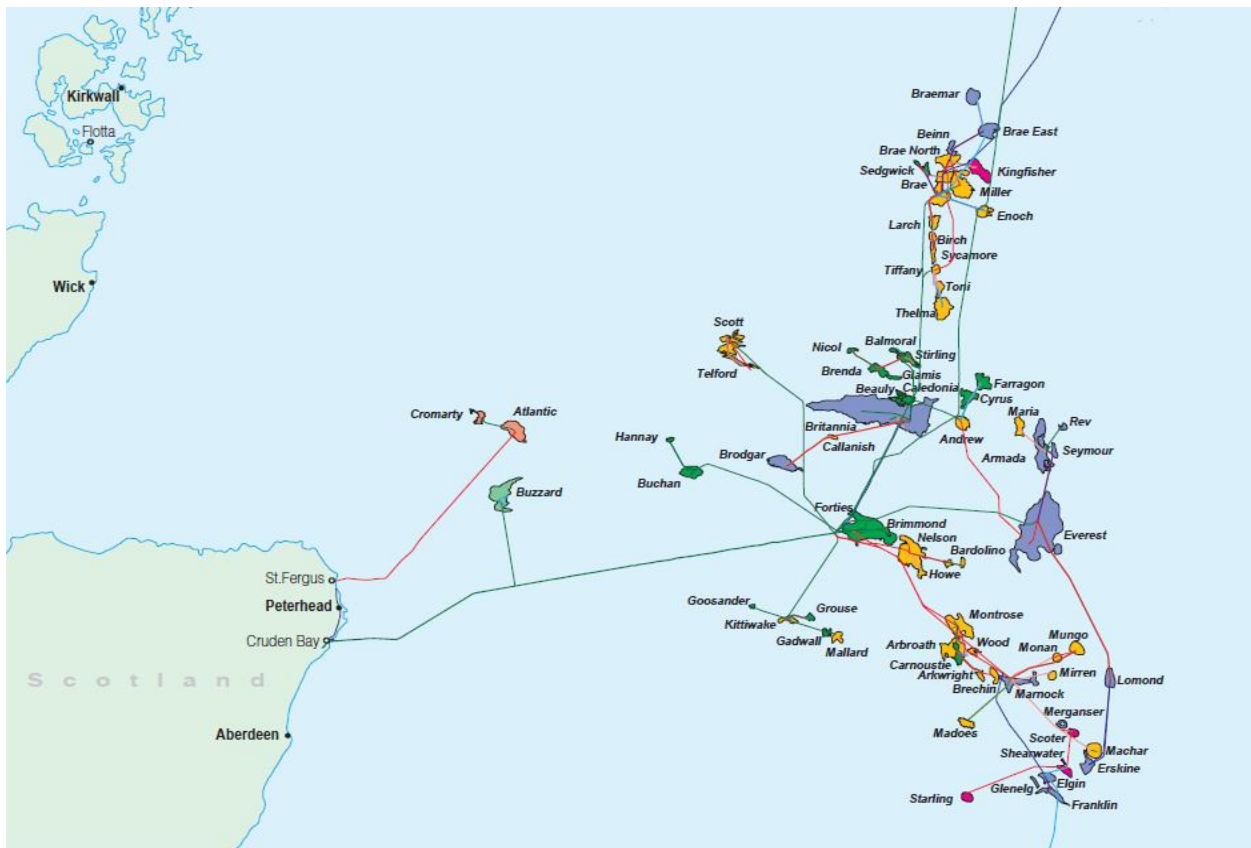 Kirkwall
Flotta
Wick
Braemar
Beinn
Brae East
Brae North
Sedgwick
Kingfisher
Brae
Miller
Larch
Enoch
Birch
Sycamore
Tiffany
Toni
Thelma
Scott
Telford
Nicol
Balmoral
Stirling
Brenda
Glamis
Beauly
Caledonia
Farragon
Cyrus
Cromarty
Atlantic
Hannay
Britannia
Callanish
Andrew
Maria
Rev
Armada
Seymour
Brodgar
Buchan
Buzzard
Forties
Brimmond
Nelson
Bardolino
Howe
Everest
St.Fergus
Peterhead
Cruden Bay
Goosander
Grouse
Kittiwake
Gadwall
Mallard
Montrose
Arbroath
Wood
Mungo
Monan
Carnoustie
Arkwright
Mirren
Brechin
Marnock
Lomond
Scotland
Aberdeen
Madoes
Merganser
Scoter
Shearwater
Machar
Erskine
Elgin
Glenelg
Starling
Franklin